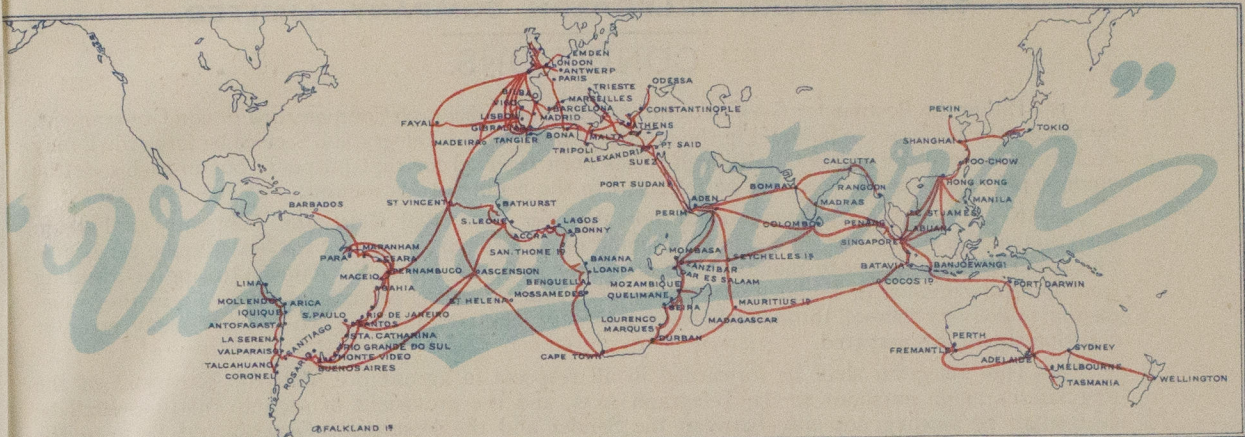 "Via Eastern"
EMDEN
LONDON
ANTWERP
PARIS
BILBAO
VIGO
LISBON
GIBRALTAR
TANGIER
MADRID
BARCELONA
MARSEILLES
TRIESTE
ODESSA
CONSTANTINOPLE
ATHENS
BONA
MALTA
TRIPOLI
ALEXANDRIA
PT SAID
SUEZ
FAYAL
MADEIRA
PORT SUDAN
ADEN
PERIM
BOMBAY
CALCUTTA
RANGOON
MADRAS
COLOMBO
PENANG
SINGAPORE
BATAVIA
BANJOEWANGI
PEKIN
SHANGHAI
TOKIO
FOO-CHOW
HONG KONG
MANILA
C. ST JAMES
LABUAN
BARBADOS
ST VINCENT
BATHURST
S. LEONE
ACCRA
LAGOS
BONNY
SAN. THOME IS
MARANHAM
PARA
CEARA
PERNAMBUCO
MACEIO
BAHIA
ASCENSION
ST HELENA
BANANA
LOANDA
BENGUELLA
MOSSAMEDES
MOMBASA
ZANZIBAR
DAR ES SALAAM
SEYCHELLES IS
MOZAMBIQUE
QUELIMANE
BEIRA
MAURITIUS IS
MADAGASCAR
LOURENCO
MARQUES
DURBAN
CAPE TOWN
COCOS IS
PORT DARWIN
LIMA
MOLLENDO
ARICA
IQUIQUE
ANTOFAGASTA
LA SERENA
VALPARAISO
TALCAHUANO
CORONEL
SANTIAGO
ROSARIO
S. PAULO
RIO DE JANEIRO
SANTOS
STA. CATHARINA
RIO GRANDE DO SUL
MONTE VIDEO
BUENOS AIRES
FALKLAND IS
PERTH
FREMANTLE
ADELAIDE
SYDNEY
MELBOURNE
TASMANIA
WELLINGTON